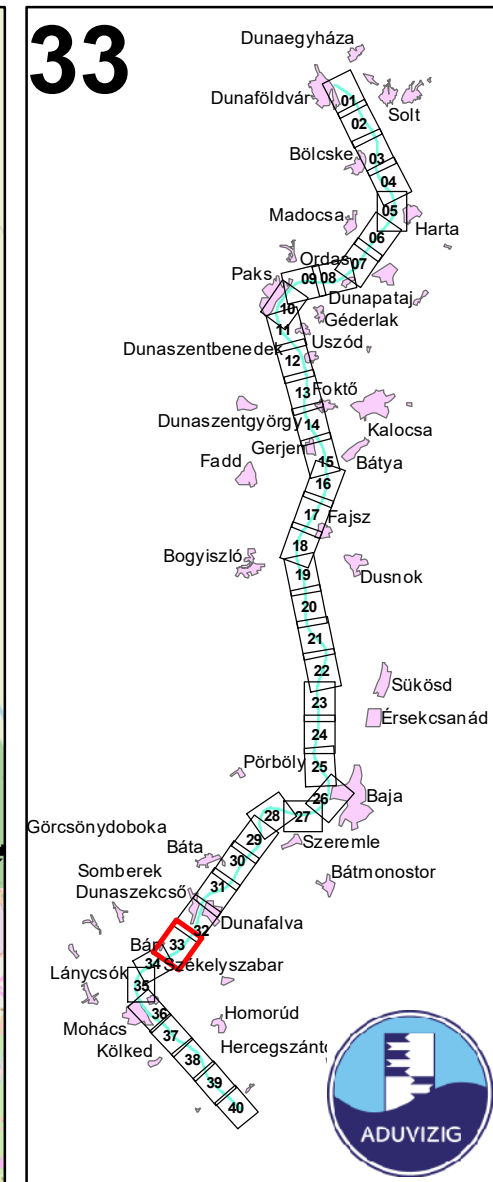 33
Dunaegyháza
Dunaföldvár
01
Solt
02
Bölcske
03
04
05
Madocsa
Harta
06
Ordas
07
Paks
09
08
Dunapataj
10
Géderlak
11
Uszód
Dunaszentbenedek
12
13
Foktő
Dunaszentgyörgy
14
Kalocsa
Gerjen
15
Bátya
Fadd
16
17
Fajsz
18
Bogyiszló
19
Dusnok
20
21
22
Sükösd
23
Érsekcsanád
24
Pörböly
25
26
Baja
28
27
Görcsönydoboka
29
Szeremle
Báta
30
Somberek
31
Bátmonostor
Dunaszekcső
32
Dunafalva
33
Bár
34
Székelyszabar
Lánycsók
35
36
Homorúd
Mohács
37
Kölked
38
Hercegszántó
39
40
ADUVIZIG